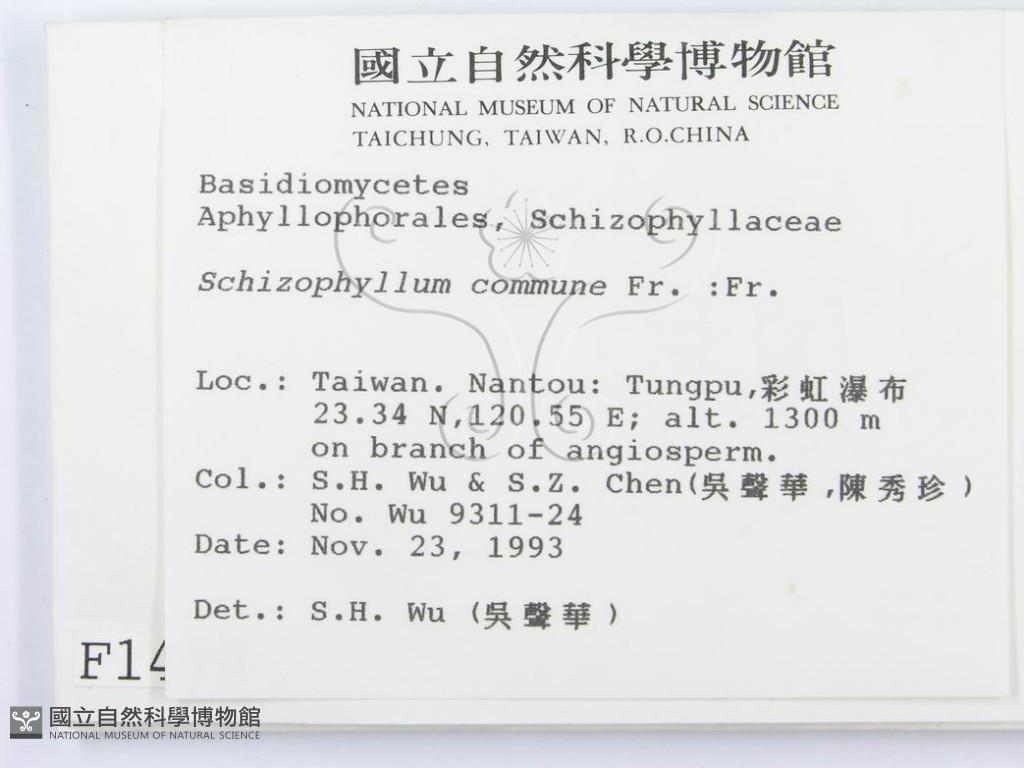 國立自然科學博物館
NATIONAL MUSEUM OF NATURAL SCIENCE
TAICHUNG, TAIWAN, R.O.CHINA
Basidiomycetes
Aphyllophorales, Schizophyllaceae
Schizophyllum commune Fr. :Fr.
Loc.: Taiwan. Nantou: Tungpu,彩虹瀑布
23.34 N,120.55 E; alt. 1300 m
on branch of angiosperm.
Col.: S.H. Wu & S.Z. Chen(吳聲華,陳秀珍)
No. Wu 9311-24
Date: Nov. 23, 1993
Det.: S.H. Wu (吳聲華)
F14
國立自然科學博物館
NATIONAL MUSEUM OF NATURAL SCIENCE